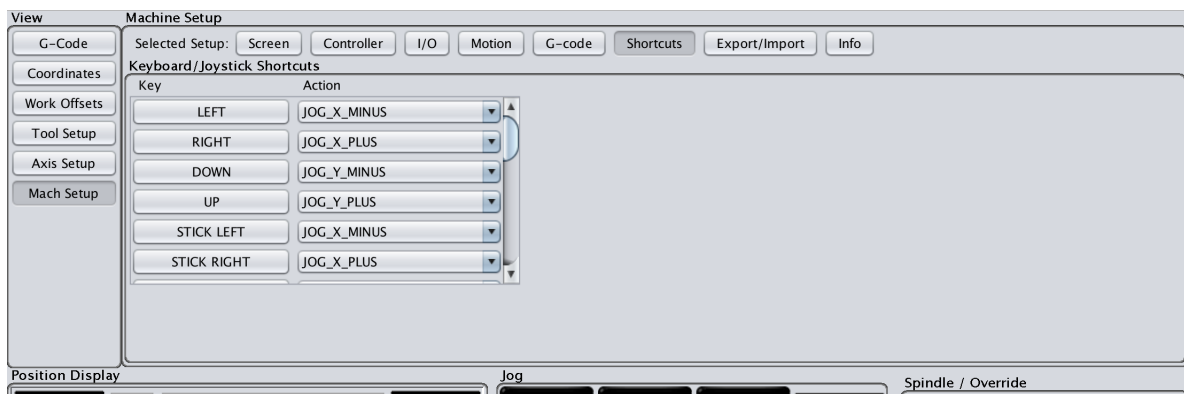 View
Machine Setup
G-Code
Selected Setup: Screen Controller I/O Motion G-code Shortcuts Export/Import Info
Coordinates
Keyboard/Joystick Shortcuts
Key Action
Work Offsets
LEFT JOG_X_MINUS
Tool Setup
RIGHT JOG_X_PLUS
Axis Setup
DOWN JOG_Y_MINUS
Mach Setup
UP JOG_Y_PLUS
STICK LEFT JOG_X_MINUS
STICK RIGHT JOG_X_PLUS
Position Display
Jog
Spindle / Override